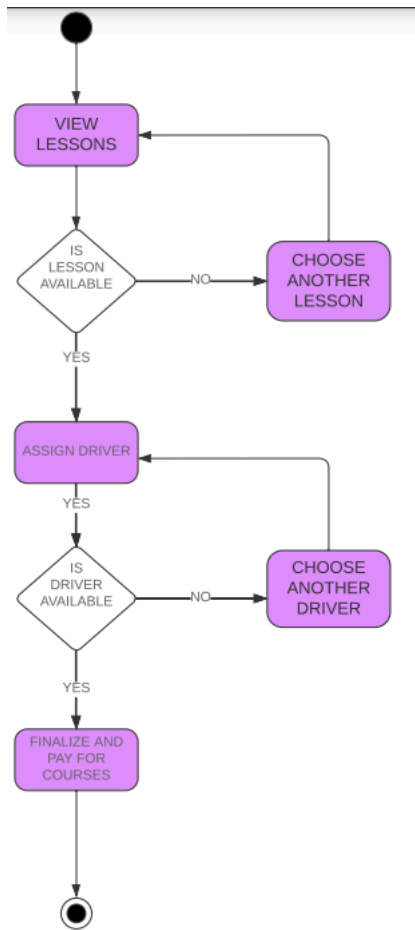 VIEW
LESSONS
IS
LESSON
AVAILABLE
NO
CHOOSE
ANOTHER
LESSON
YES
ASSIGN DRIVER
YES
IS
DRIVER
AVAILABLE
NO
CHOOSE
ANOTHER
DRIVER
YES
FINALIZE AND
PAY FOR
COURSES